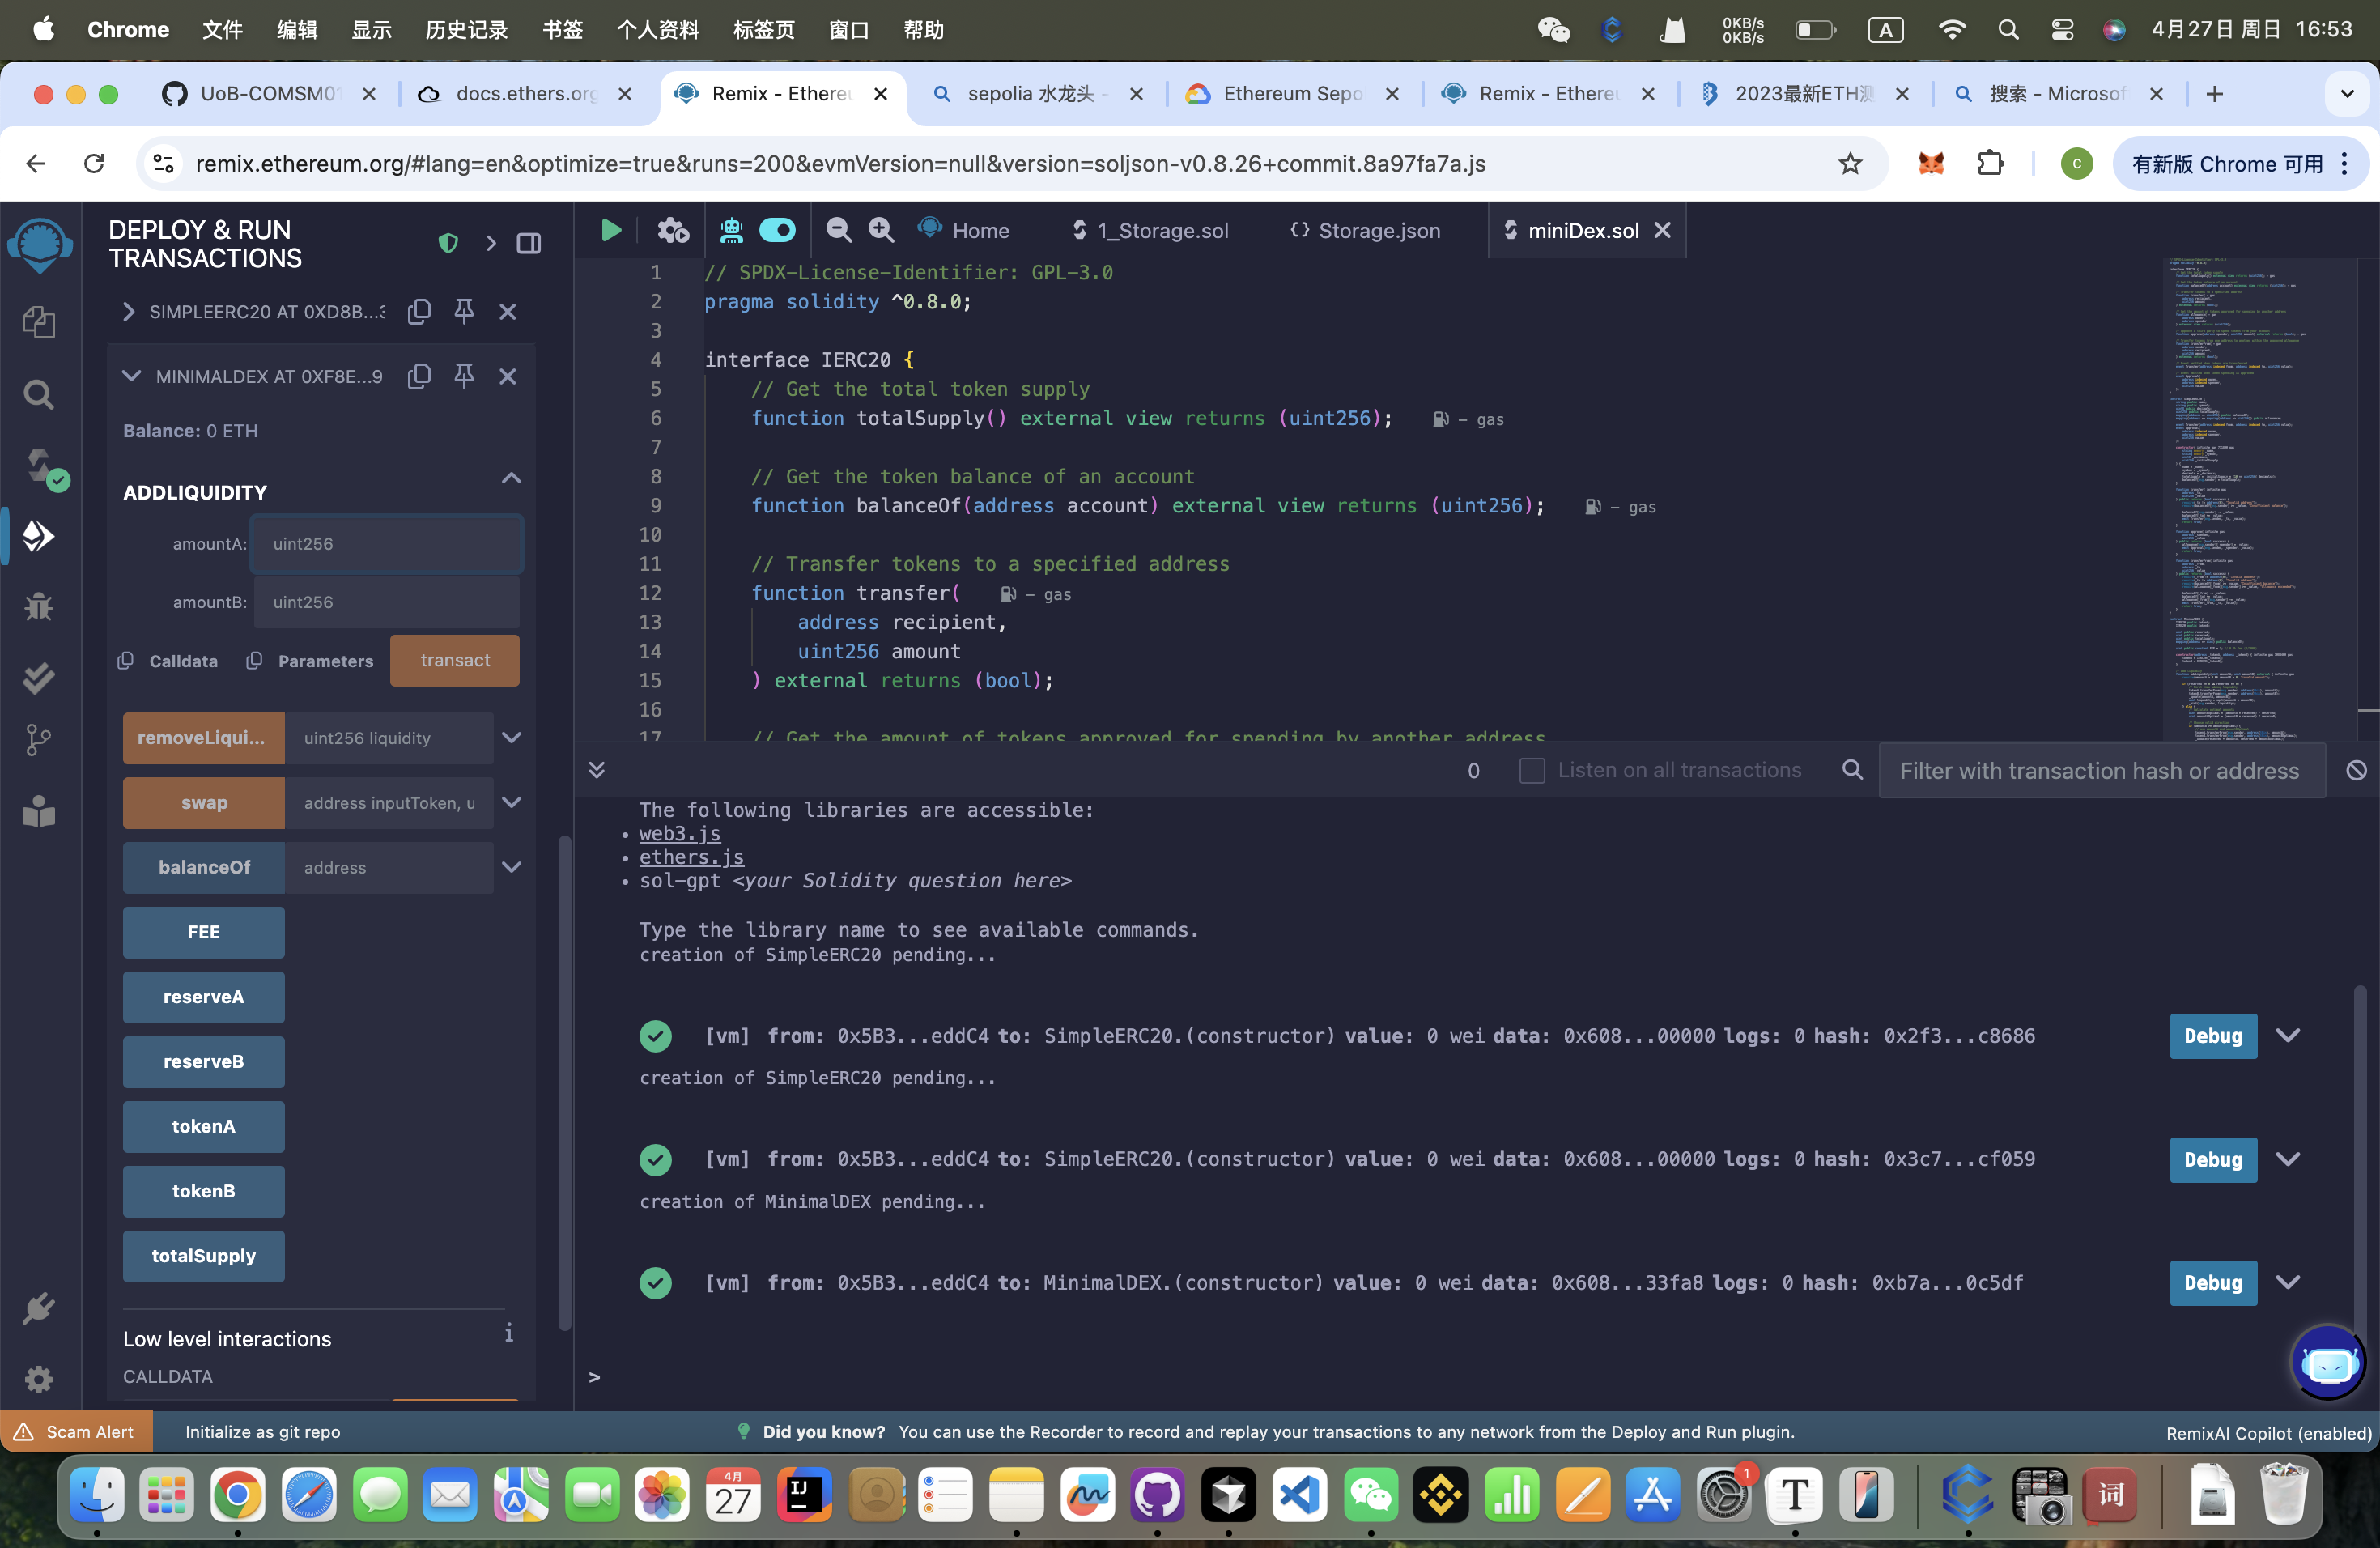 Chrome 文件 编辑 显示 历史记录 书签 个人资料 标签页 窗口 帮助 0KB/s 0KB/s A 4月27日 周日 16:53
UoB-COMSM01 docs.ethers.org Remix - Ethereu sepolia 水龙头 - Ethereum Sepo Remix - Ethereu 2023最新ETH测 搜索 - Microsof
remix.ethereum.org/#lang=en&optimize=true&runs=200&evmVersion=null&version=soljson-v0.8.26+commit.8a97fa7a.js c 有新版 Chrome 可用
DEPLOY & RUN
TRANSACTIONS
SIMPLEERC20 AT 0XD8B...3
MINIMALDEX AT 0XF8E...9
Balance: 0 ETH
ADDLIQUIDITY
amountA: uint256
amountB: uint256
Calldata Parameters transact
removeLiqui... uint256 liquidity
swap address inputToken, u
balanceOf address
FEE
reserveA
reserveB
tokenA
tokenB
totalSupply
Low level interactions i
CALLDATA
Home 1_Storage.sol {} Storage.json miniDex.sol
1 // SPDX-License-Identifier: GPL-3.0
2 pragma solidity ^0.8.0;
3
4 interface IERC20 {
5 // Get the total token supply
6 function totalSupply() external view returns (uint256); – gas
7
8 // Get the token balance of an account
9 function balanceOf(address account) external view returns (uint256); – gas
10
11 // Transfer tokens to a specified address
12 function transfer( – gas
13 address recipient,
14 uint256 amount
15 ) external returns (bool);
16
17 // Get the amount of tokens approved for spending by another address
0 Listen on all transactions Filter with transaction hash or address
The following libraries are accessible:
• web3.js
• ethers.js
• sol-gpt <your Solidity question here>
Type the library name to see available commands.
creation of SimpleERC20 pending...
[vm] from: 0x5B3...eddC4 to: SimpleERC20.(constructor) value: 0 wei data: 0x608...00000 logs: 0 hash: 0x2f3...c8686 Debug
creation of SimpleERC20 pending...
[vm] from: 0x5B3...eddC4 to: SimpleERC20.(constructor) value: 0 wei data: 0x608...00000 logs: 0 hash: 0x3c7...cf059 Debug
creation of MinimalDEX pending...
[vm] from: 0x5B3...eddC4 to: MinimalDEX.(constructor) value: 0 wei data: 0x608...33fa8 logs: 0 hash: 0xb7a...0c5df Debug
>
Scam Alert Initialize as git repo Did you know? You can use the Recorder to record and replay your transactions to any network from the Deploy and Run plugin. RemixAI Copilot (enabled)
4月 27 IJ 1 T 词